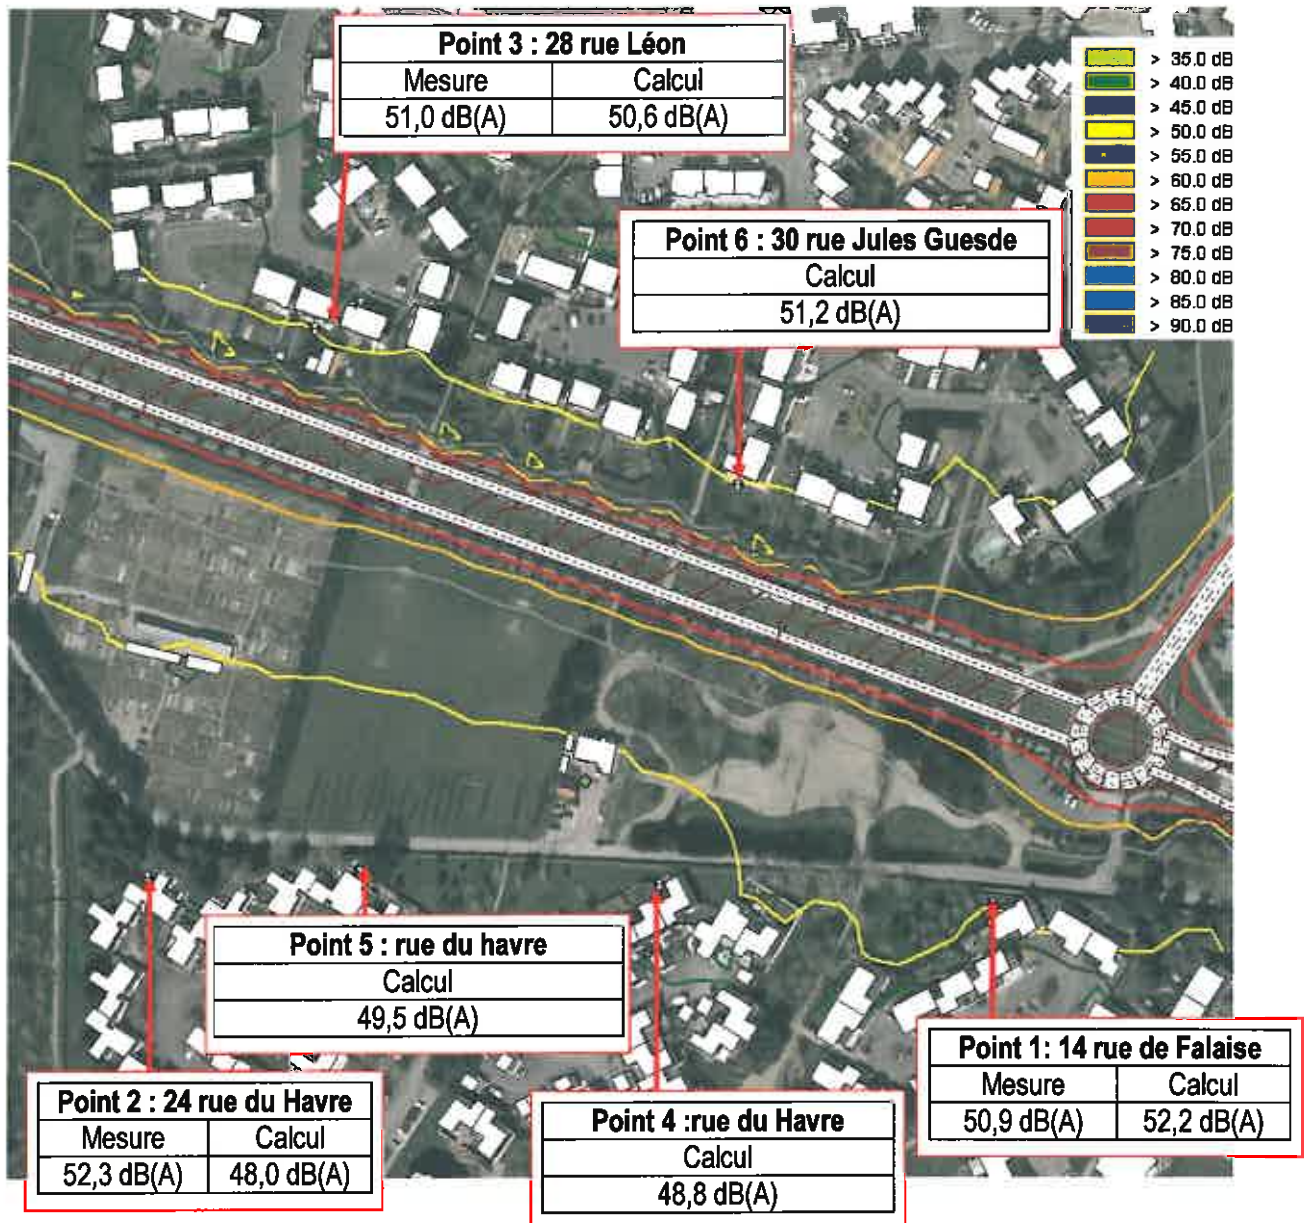 Point 3 : 28 rue Léon
Mesure Calcul
51,0 dB(A) 50,6 dB(A)
> 35.0 dB
> 40.0 dB
> 45.0 dB
> 50.0 dB
> 55.0 dB
> 60.0 dB
> 65.0 dB
> 70.0 dB
> 75.0 dB
> 80.0 dB
> 85.0 dB
> 90.0 dB
Point 6 : 30 rue Jules Guesde
Calcul
51,2 dB(A)
Point 5 : rue du havre
Calcul
49,5 dB(A)
Point 2 : 24 rue du Havre
Mesure Calcul
52,3 dB(A) 48,0 dB(A)
Point 4 :rue du Havre
Calcul
48,8 dB(A)
Point 1: 14 rue de Falaise
Mesure Calcul
50,9 dB(A) 52,2 dB(A)